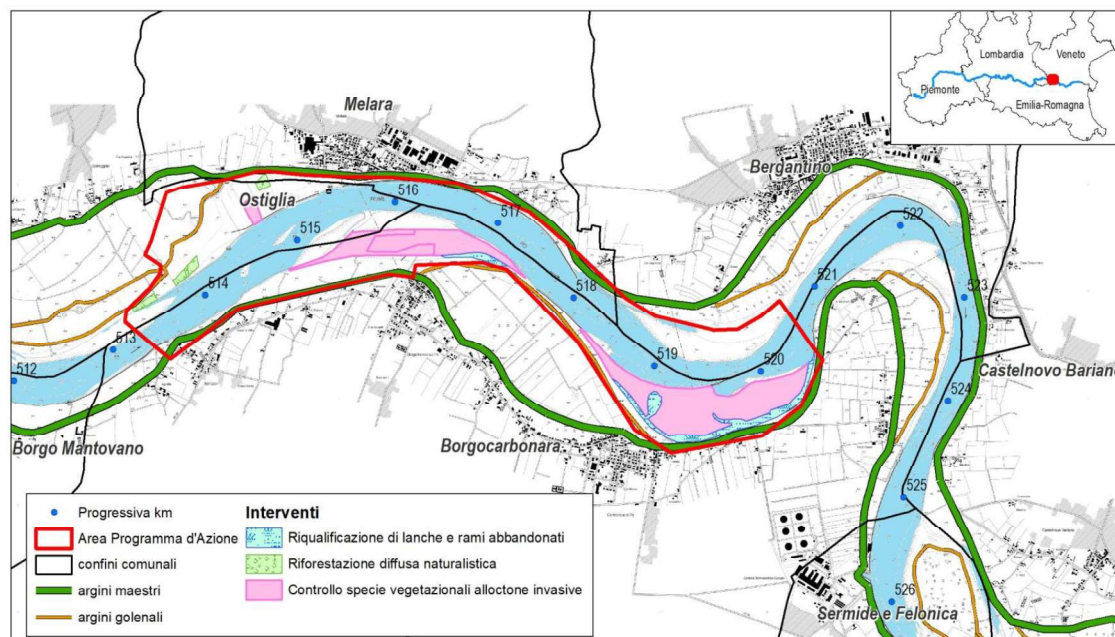 Lombardia
Veneto
Piemonte
Emilia-Romagna
Melara
Bergantino
Ostiglia
516
517
522
515
521
514
518
523
513
519
520
512
524
Castelnovo Bariano
Borgo Mantovano
Borgocarbonara
525
526
Sermide e Felonica
Progressiva km
Area Programma d'Azione
confini comunali
argini maestri
argini golenali
Interventi
Riqualificazione di lanche e rami abbandonati
Riforestazione diffusa naturalistica
Controllo specie vegetazionali alloctone invasive